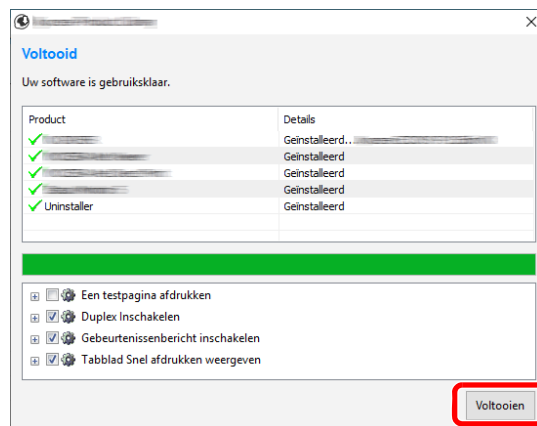 Voltooid
Uw software is gebruiksklaar.
Product Details
Geïnstalleerd..
Geïnstalleerd
Geïnstalleerd
Geïnstalleerd
Uninstaller Geïnstalleerd
Een testpagina afdrukken
Duplex Inschakelen
Gebeurtenissenbericht inschakelen
Tabblad Snel afdrukken weergeven
Voltooien